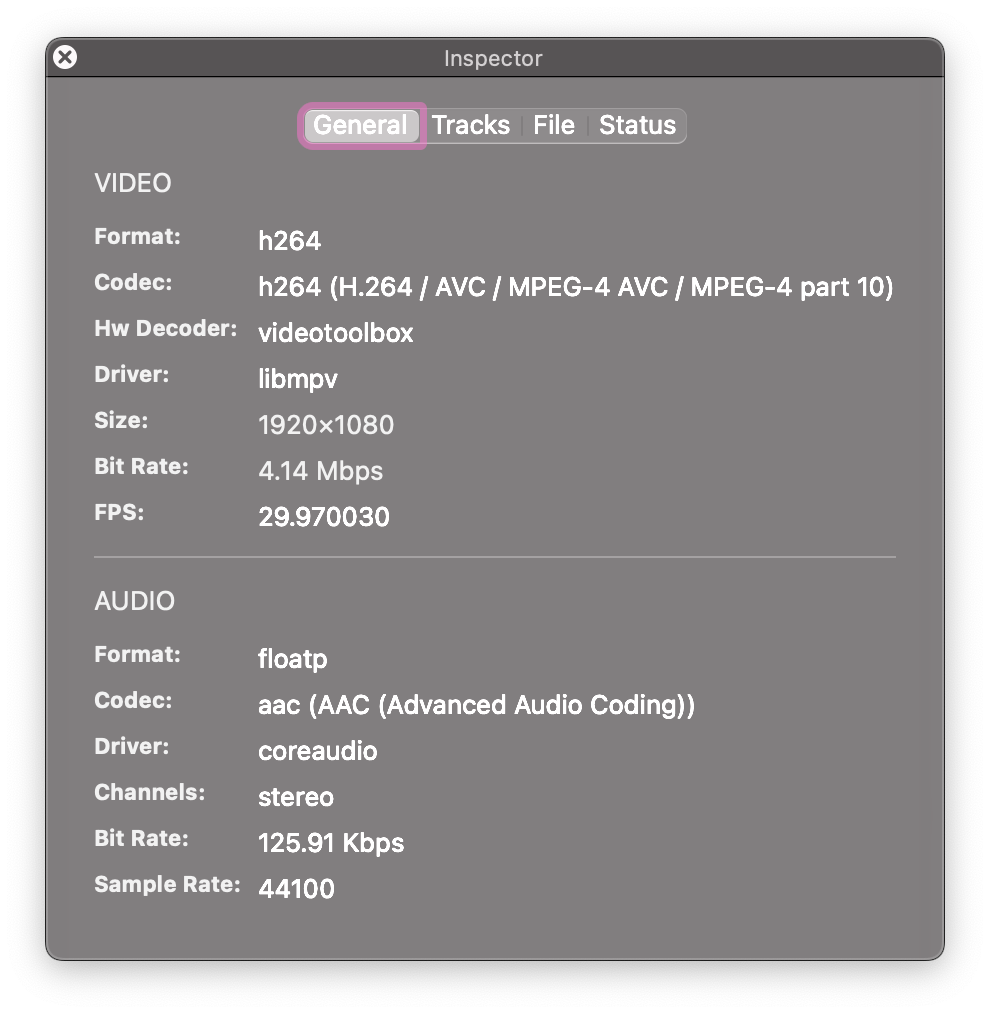 Inspector
General Tracks File Status
VIDEO
Format: h264
Codec: h264 (H.264 / AVC / MPEG-4 AVC / MPEG-4 part 10)
Hw Decoder: videotoolbox
Driver: libmpv
Size: 1920×1080
Bit Rate: 4.14 Mbps
FPS: 29.970030
AUDIO
Format: floatp
Codec: aac (AAC (Advanced Audio Coding))
Driver: coreaudio
Channels: stereo
Bit Rate: 125.91 Kbps
Sample Rate: 44100